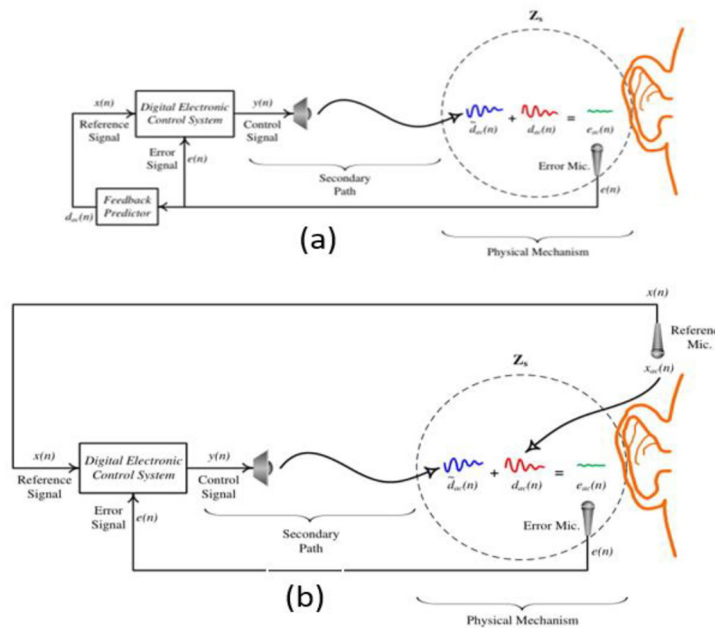 Zs
x(n)
Digital Electronic
Control System
y(n)
Reference
Signal
Control
Signal
Error
Signal
e(n)
d̃ac(n) + dac(n) = eac(n)
Error Mic.
e(n)
Secondary
Path
dac(n)
Feedback
Predictor
(a)
Physical Mechanism
x(n)
Reference
Mic.
xac(n)
Zs
x(n)
Digital Electronic
Control System
y(n)
Reference
Signal
Control
Signal
Error
Signal
e(n)
d̃ac(n) + dac(n) = eac(n)
Error Mic.
e(n)
Secondary
Path
(b)
Physical Mechanism